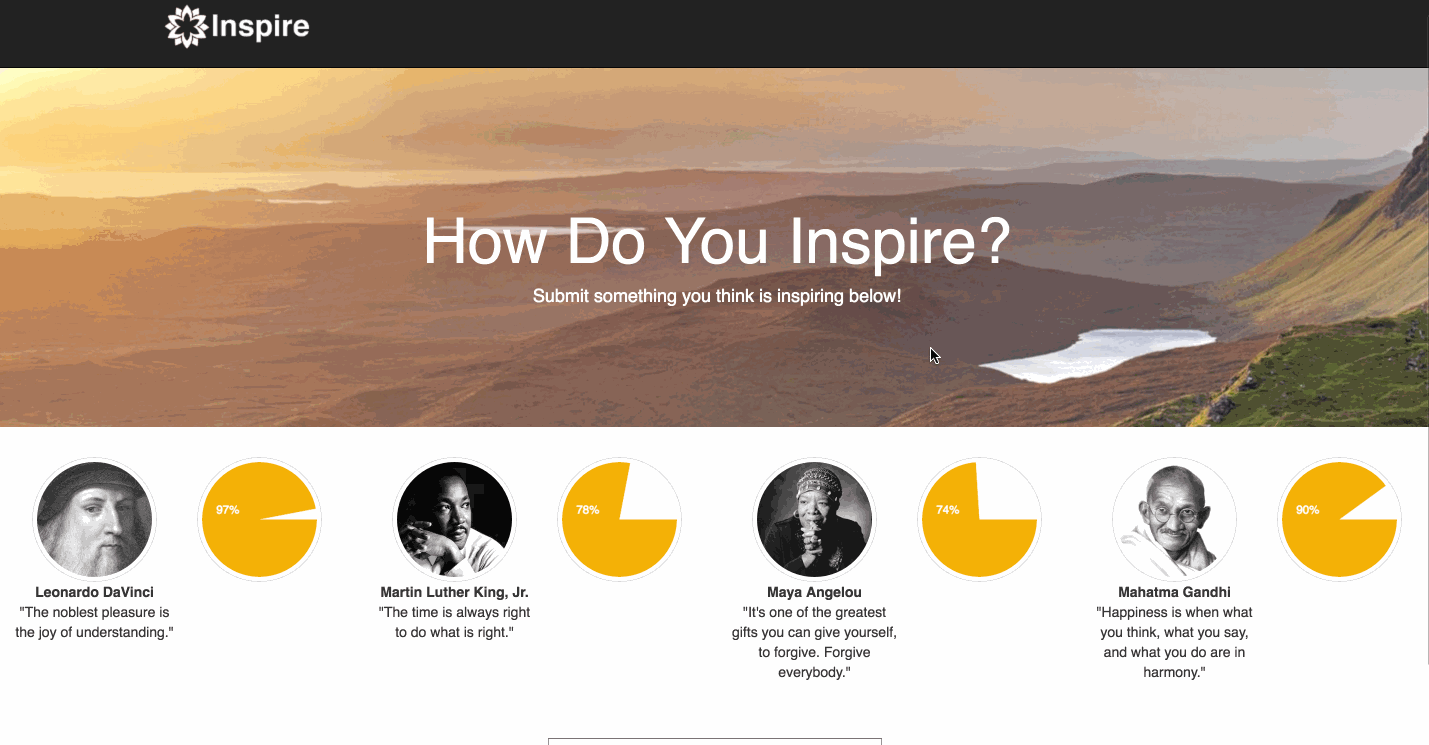 Inspire
How Do You Inspire?
Submit something you think is inspiring below!
97%
78%
74%
90%
Leonardo DaVinci
"The noblest pleasure is
the joy of understanding."
Martin Luther King, Jr.
"The time is always right
to do what is right."
Maya Angelou
"It's one of the greatest
gifts you can give yourself,
to forgive. Forgive
everybody."
Mahatma Gandhi
"Happiness is when what
you think, what you say,
and what you do are in
harmony."